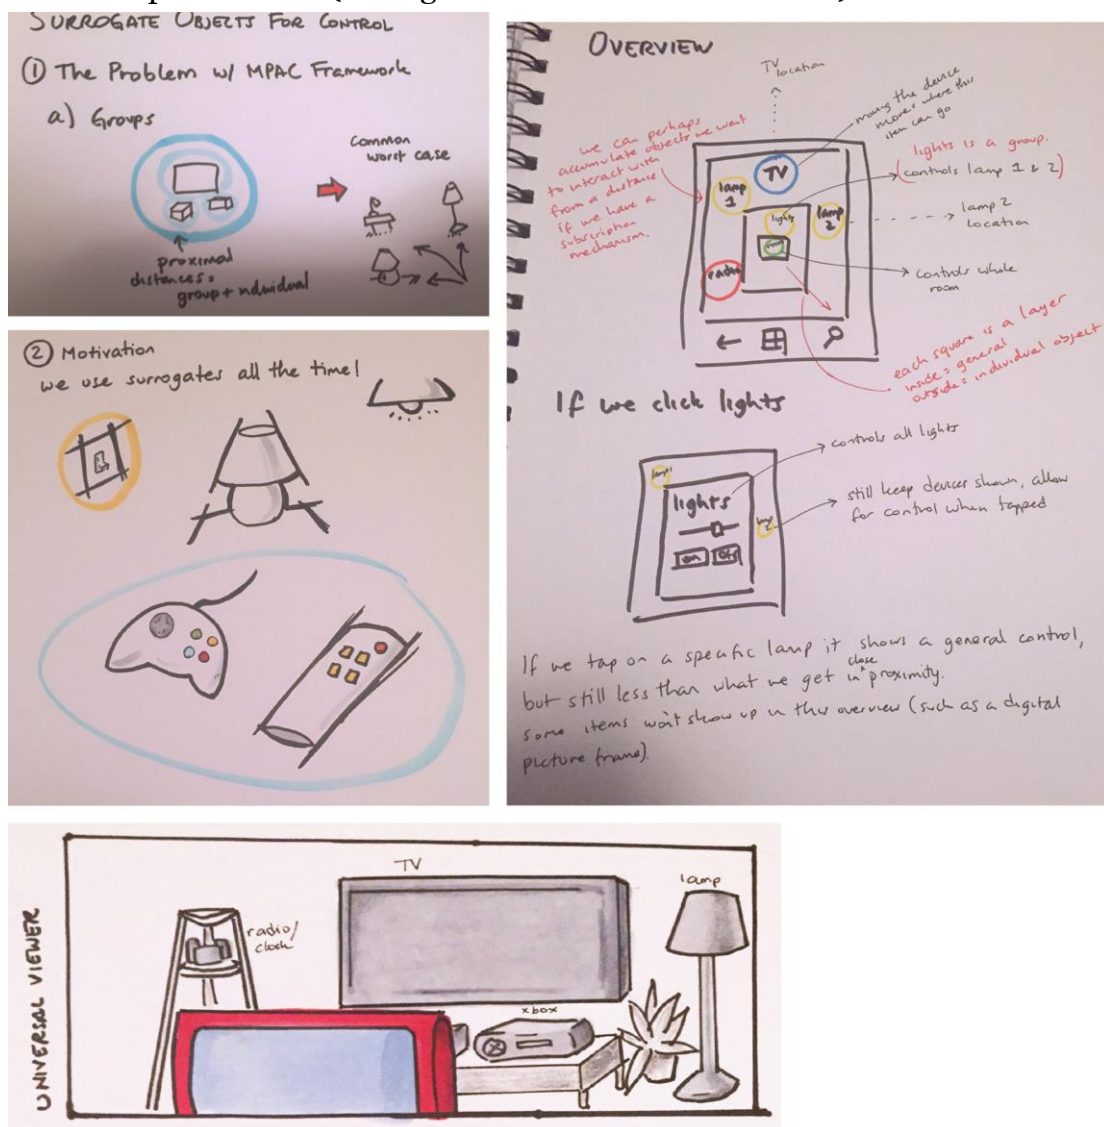 SURROGATE OBJECTS FOR CONTROL
① The Problem w/ MPAC Framework
a) Groups
Common
worst case
proximal
distances =
group + individual
② Motivation
we use surrogates all the time!
OVERVIEW
TV
location
moving the device
moves where this
item can go
we can perhaps
accumulate objects we want
to interact with
from a distance
if we have a
subscription
mechanism.
TV
lamp
1
lights
lamp
2
radio
lights is a group.
(controls lamp 1 & 2)
lamp 2
location
controls whole
room
each square is a layer
inside = general
outside = individual object
If we click lights
lamp 1
lights
on
off
lamp
2
controls all lights
still keep devices shown, allow
for control when tapped
If we tap on a specific lamp it shows a general control,
but still less than what we get in close proximity.
some items won't show up in this overview (such as a digital
picture frame).
UNIVERSAL VIEWER
TV
lamp
radio/
clock
xbox